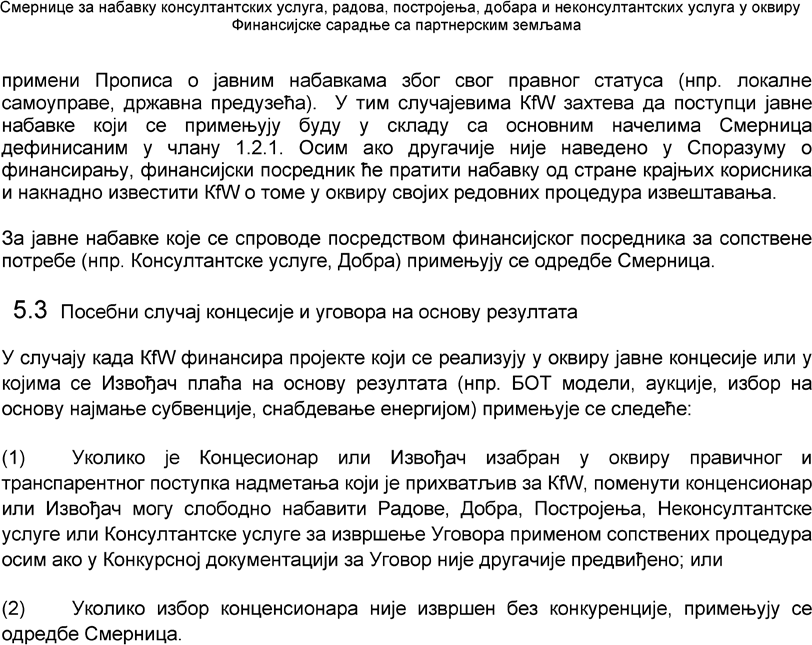 Смернице за набавку консултантских услуга, радова, постројења, добара и неконсултантских услуга у оквиру
Финансијске сарадње са партнерским земљама
примени Прописа о јавним набавкама због свог правног статуса (нпр. локалне
самоуправе, државна предузећа). У тим случајевима KfW захтева да поступци јавне
набавке који се примењују буду у складу са основним начелима Смерница
дефинисаним у члану 1.2.1. Осим ако другачије није наведено у Споразуму о
финансирању, финансијски посредник ће пратити набавку од стране крајњих корисника
и накнадно известити KfW о томе у оквиру својих редовних процедура извештавања.
За јавне набавке које се спроводе посредством финансијског посредника за сопствене
потребе (нпр. Консултантске услуге, Добра) примењују се одредбе Смерница.
5.3 Посебни случај концесије и уговора на основу резултата
У случају када KfW финансира пројекте који се реализују у оквиру јавне концесије или у
којима се Извођач плаћа на основу резултата (нпр. БОТ модели, аукције, избор на
основу најмање субвенције, снабдевање енергијом) примењује се следеће:
(1) Уколико је Концесионар или Извођач изабран у оквиру правичног и
транспарентног поступка надметања који је прихватљив за KfW, поменути конценсионар
или Извођач могу слободно набавити Радове, Добра, Постројења, Неконсултантске
услуге или Консултантске услуге за извршење Уговора применом сопствених процедура
осим ако у Конкурсној документацији за Уговор није другачије предвиђено; или
(2) Уколико избор конценсионара није извршен без конкуренције, примењују се
одредбе Смерница.